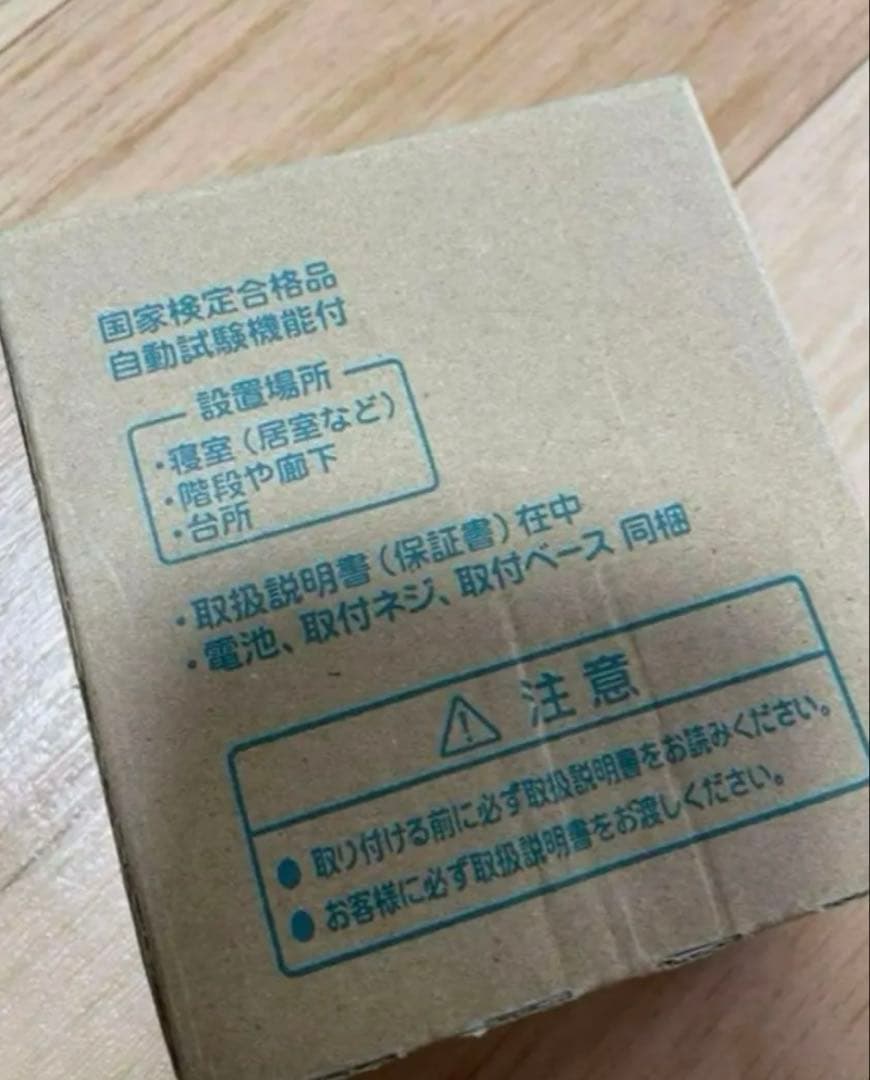 国家検定合格品
自動試験機能付
設置場所
・寝室(居室など)
・階段や廊下
・台所
・取扱説明書(保証書)在中
・電池、取付ネジ、取付ベース 同梱
注意
● 取り付ける前に必ず取扱説明書をお読みください。
● お客様に必ず取扱説明書をお渡しください。